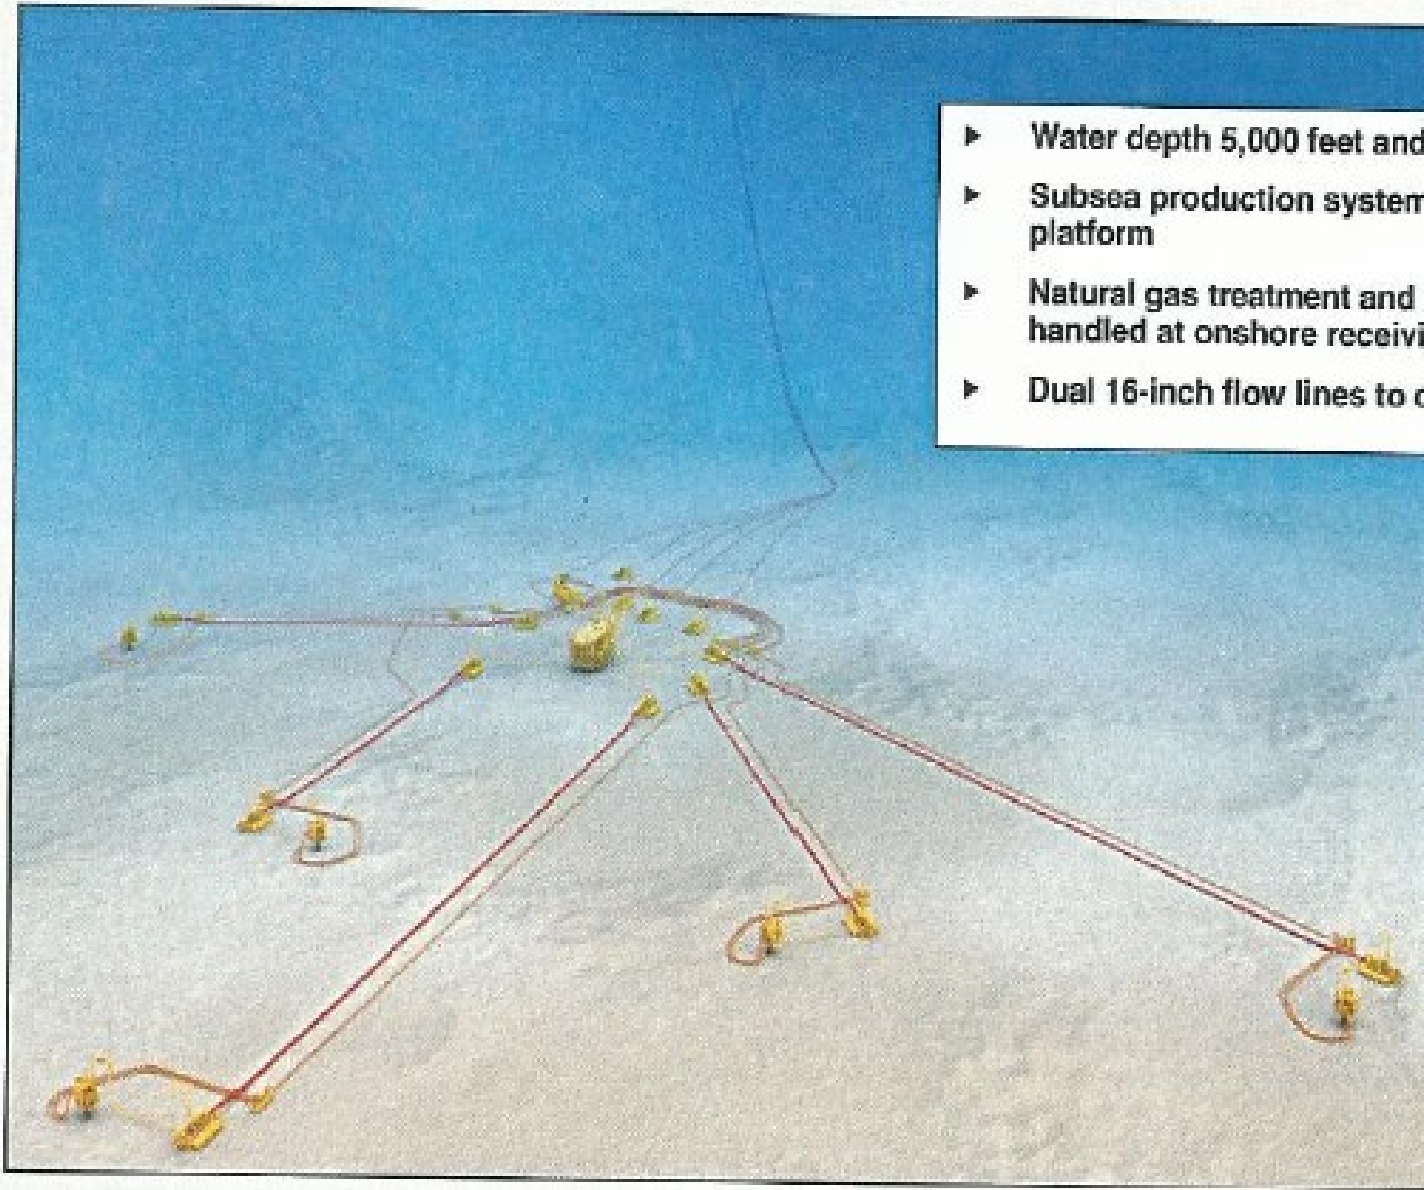 Water depth 5,000 feet and
Subsea production system
platform
Natural gas treatment and
handled at onshore
Dual 16-inch flow lines to